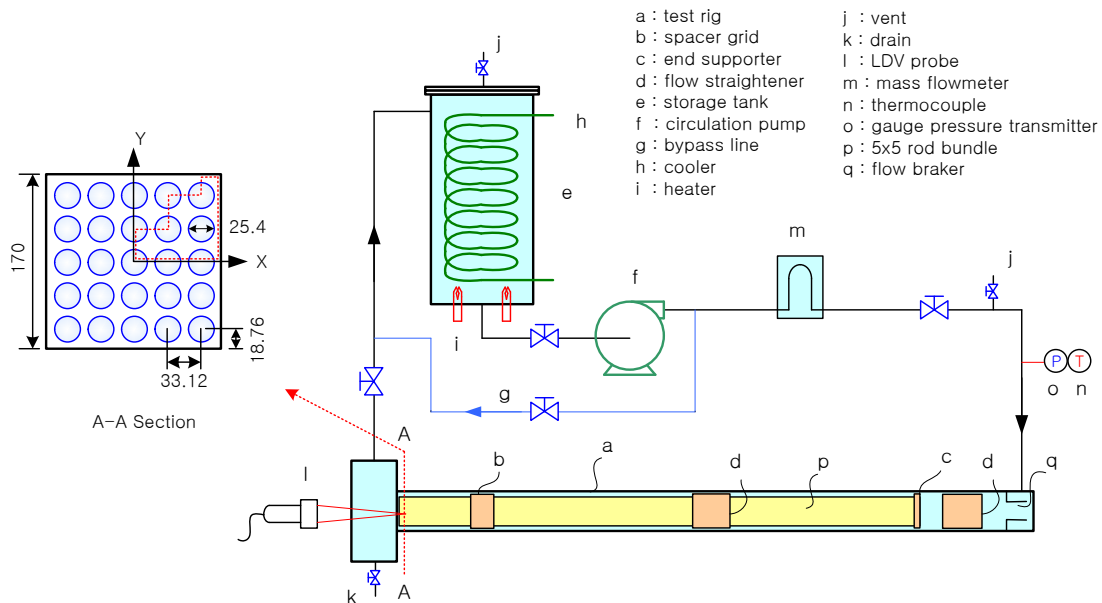 a : test rig
b : spacer grid
c : end supporter
d : flow straightener
e : storage tank
f : circulation pump
g : bypass line
h : cooler
i : heater
j : vent
k : drain
l : LDV probe
m : mass flowmeter
n : thermocouple
o : gauge pressure transmitter
p : 5x5 rod bundle
q : flow braker
j
h
e
Y
X
170
25.4
18.76
33.12
A-A Section
i
f
m
j
P T
o n
g
A
l
b
a
d
p
c
d
q
k
A